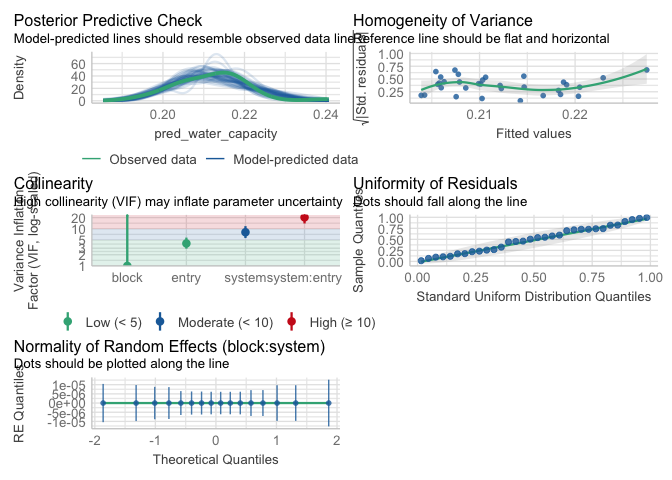 Posterior Predictive Check
Model-predicted lines should resemble observed data line
Density
60
40
20
0
0.20
0.22
0.24
pred_water_capacity
Observed data
Model-predicted data
Homogeneity of Variance
Reference line should be flat and horizontal
√|Std. residuals|
1.00
0.75
0.50
0.25
0.21
0.22
Fitted values
Collinearity
High collinearity (VIF) may inflate parameter uncertainty
Variance Inflation
Factor (VIF, log-scaled)
20
10
5
3
2
1
block
entry
system
system:entry
Low (< 5)
Moderate (< 10)
High (≥ 10)
Uniformity of Residuals
Dots should fall along the line
Sample Quantiles
1.00
0.75
0.50
0.25
0.00
0.00
0.25
0.50
0.75
1.00
Standard Uniform Distribution Quantiles
Normality of Random Effects (block:system)
Dots should be plotted along the line
RE Quantiles
1e-05
5e-06
0e+00
-5e-06
-1e-05
-2
-1
0
1
2
Theoretical Quantiles